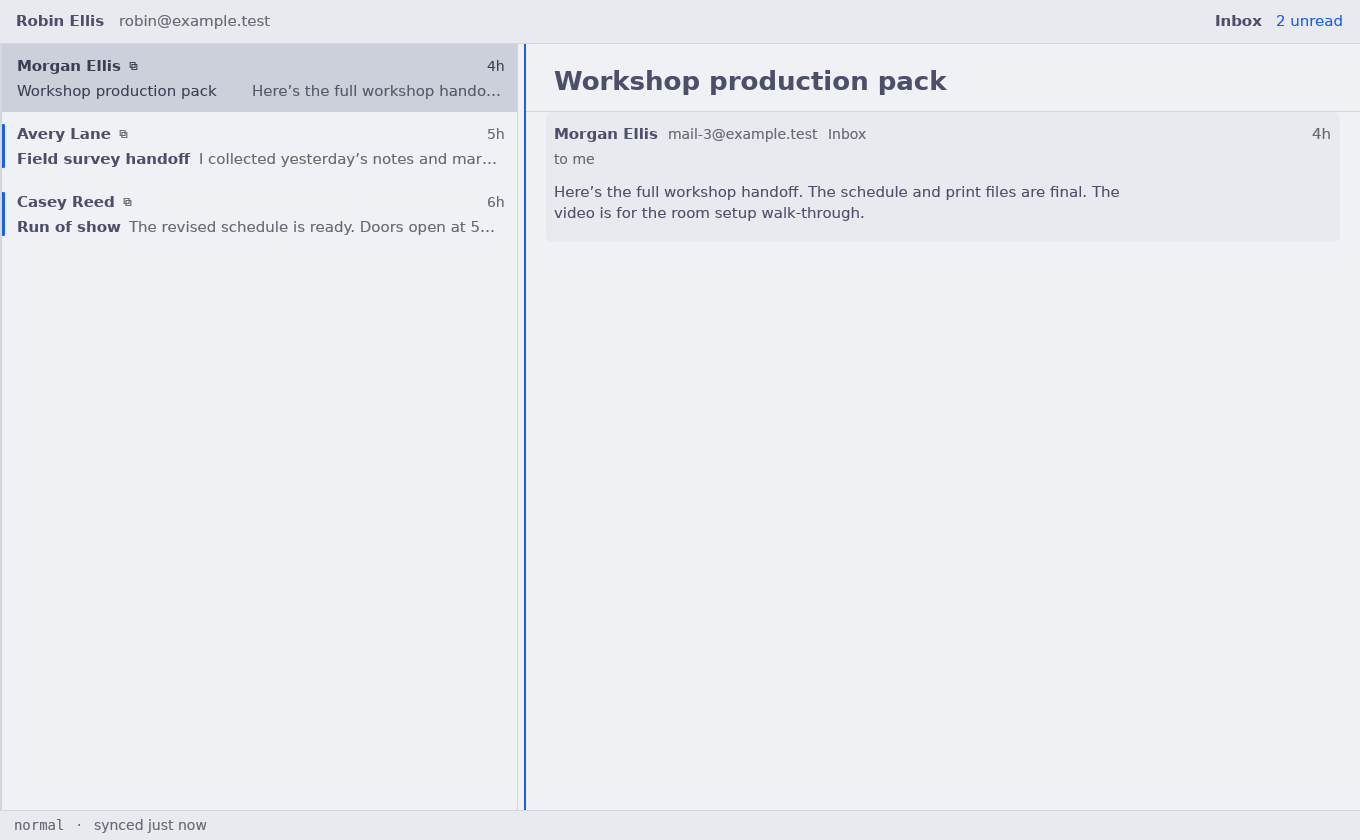 Robin Ellis robin@example.test
Inbox 2 unread
Morgan Ellis 4h
Workshop production pack Here’s the full workshop hando…
Avery Lane 5h
Field survey handoff I collected yesterday’s notes and mar…
Casey Reed 6h
Run of show The revised schedule is ready. Doors open at 5…
Workshop production pack
Morgan Ellis mail-3@example.test Inbox 4h
to me
Here’s the full workshop handoff. The schedule and print files are final. The
video is for the room setup walk-through.
normal · synced just now